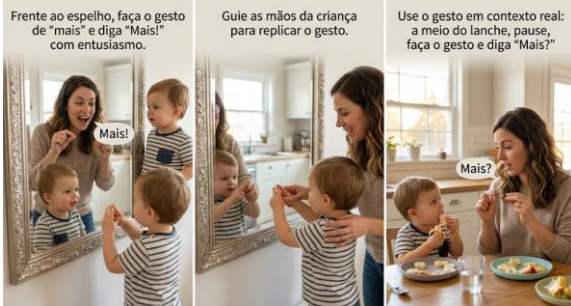 Frente ao espelho, faça o gesto
de “mais” e diga “Mais!”
com entusiasmo.
Mais!
Guie as mãos da criança
para replicar o gesto.
Use o gesto em contexto real:
a meio do lanche, pause,
faça o gesto e diga “Mais?”
Mais?